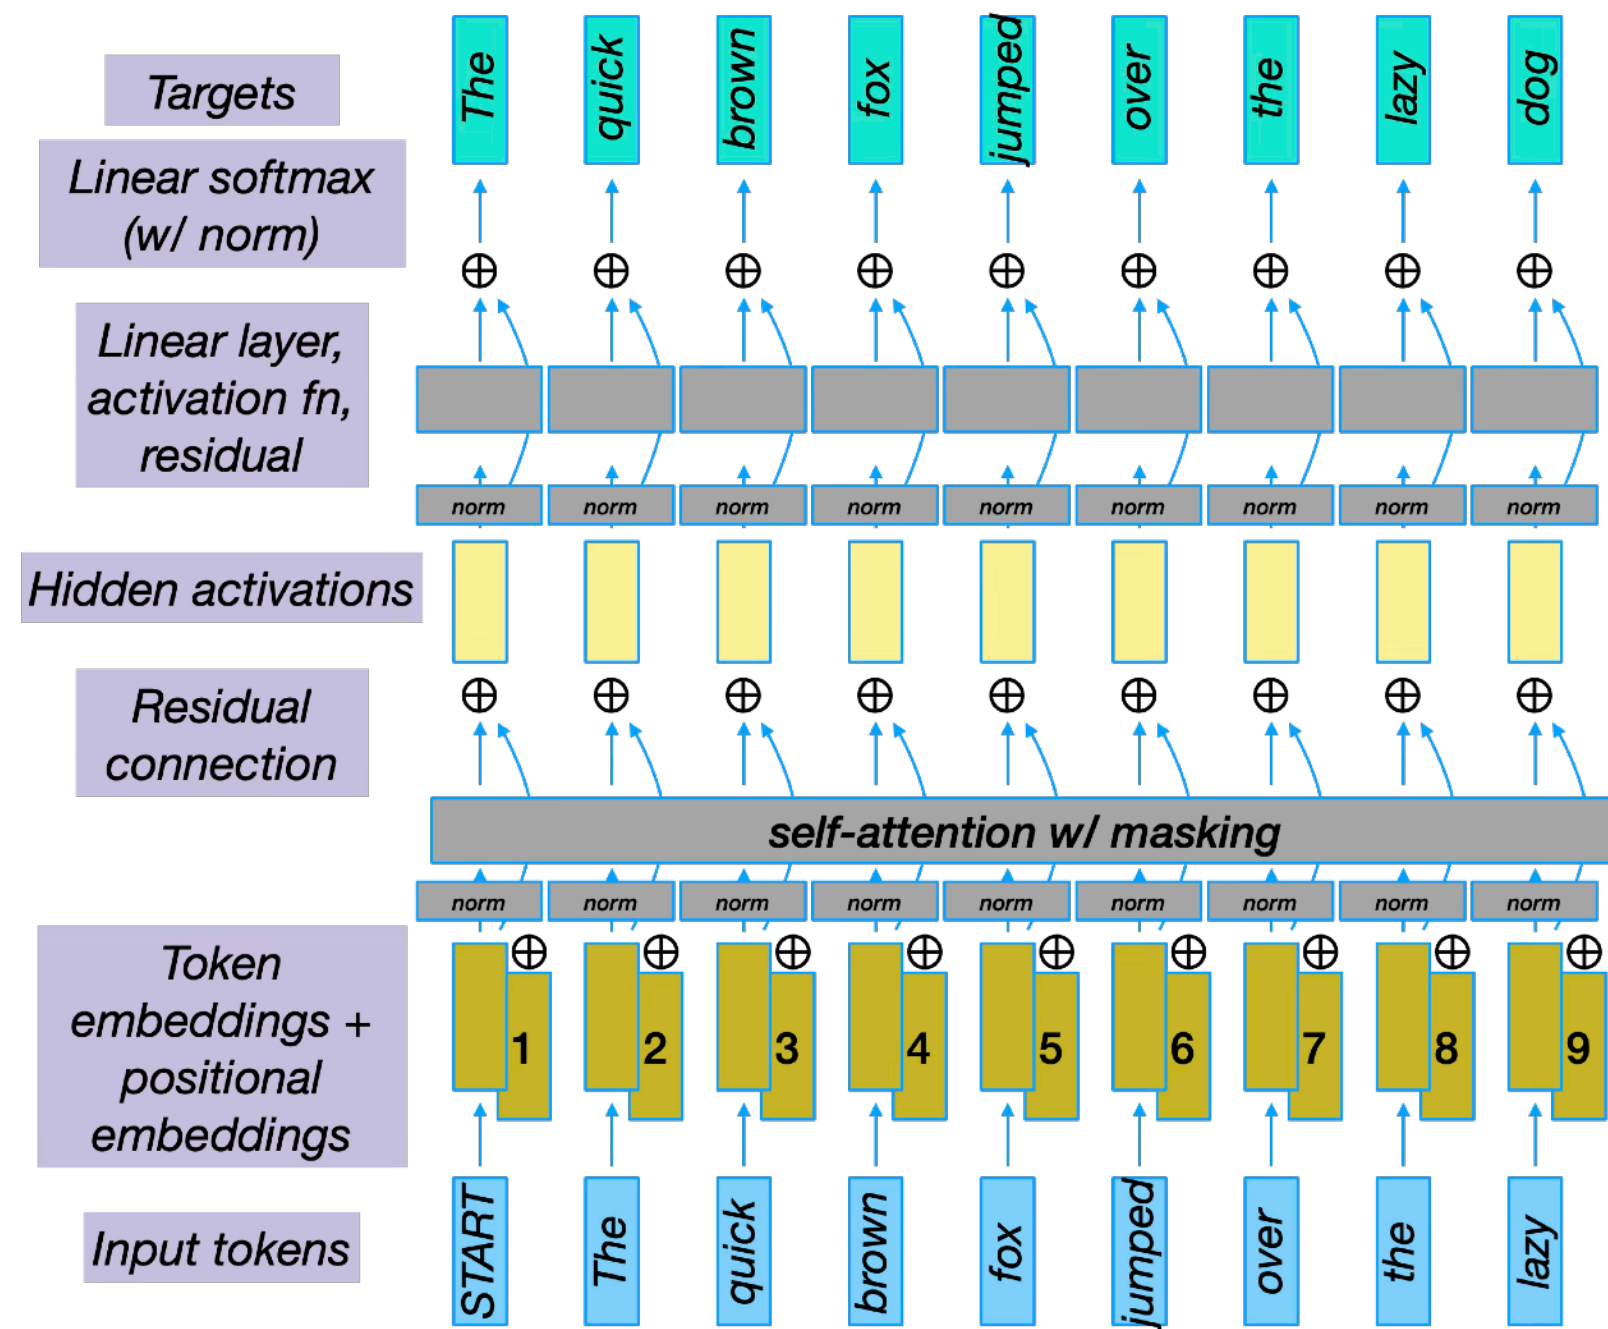 Targets
The quick brown fox jumped over the lazy dog
Linear softmax
(w/ norm)
Linear layer,
activation fn,
residual
norm norm norm norm norm norm norm norm norm
Hidden activations
Residual
connection
self-attention w/ masking
norm norm norm norm norm norm norm norm norm
Token
embeddings +
positional
embeddings
1 2 3 4 5 6 7 8 9
Input tokens
START The quick brown fox jumped over the lazy